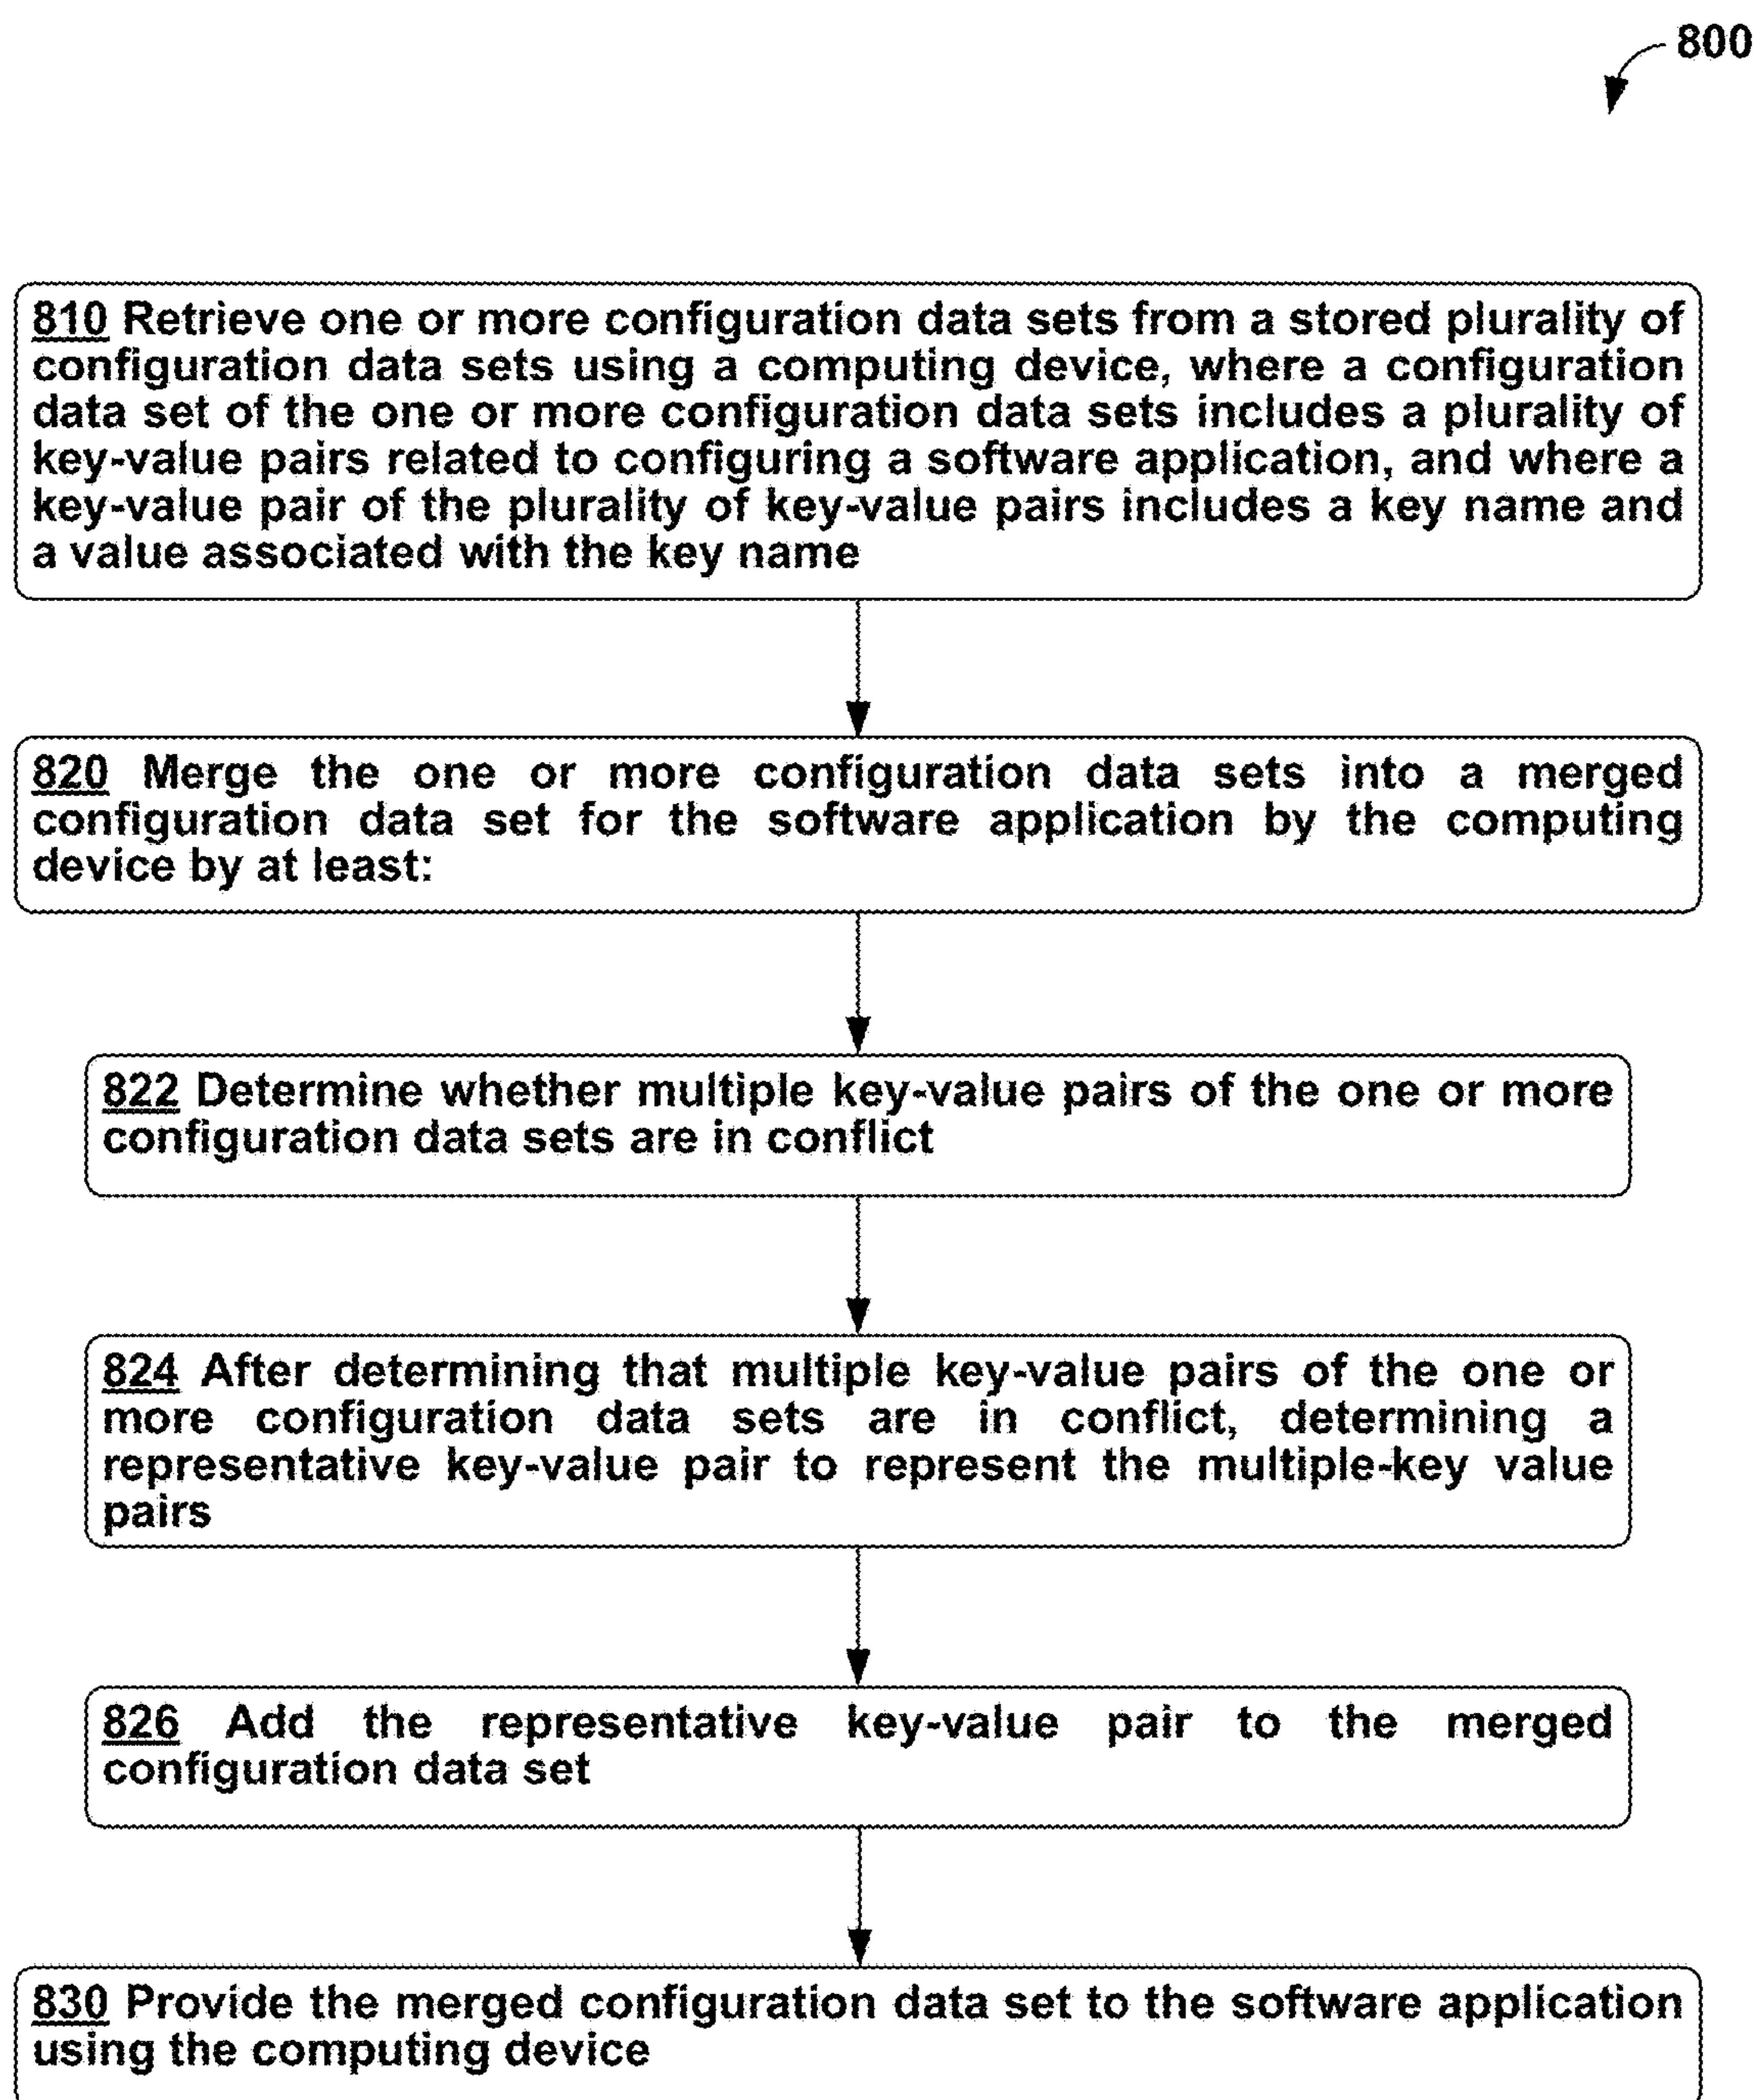 800
810 Retrieve one or more configuration data sets from a stored plurality of
configuration data sets using a computing device, where a configuration
data set of the one or more configuration data sets includes a plurality of
key-value pairs related to configuring a software application, and where a
key-value pair of the plurality of key-value pairs includes a key name and
a value associated with the key name
820 Merge the one or more configuration data sets into a merged
configuration data set for the software application by the computing
device by at least:
822 Determine whether multiple key-value pairs of the one or more
configuration data sets are in conflict
824 After determining that multiple key-value pairs of the one or
more configuration data sets are in conflict, determining a
representative key-value pair to represent the multiple-key value
pairs
826 Add the representative key-value pair to the merged
configuration data set
830 Provide the merged configuration data set to the software application
using the computing device